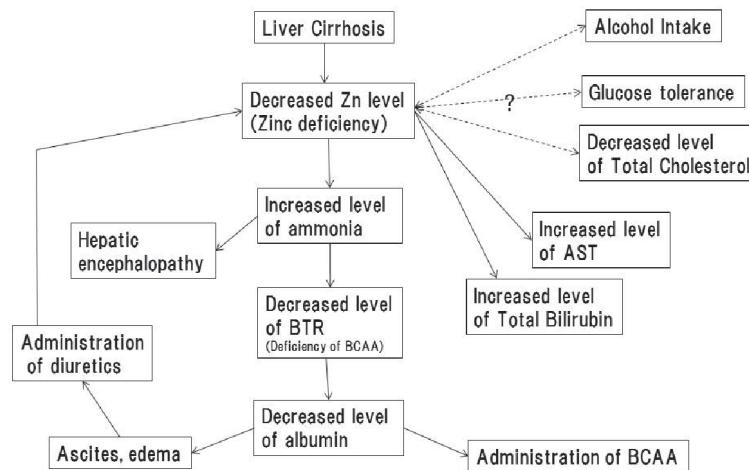 Liver Cirrhosis
Alcohol Intake
Decreased Zn level
(Zinc deficiency)
?
Glucose tolerance
Decreased level
of Total Cholesterol
Increased level
of ammonia
Hepatic
encephalopathy
Increased level
of AST
Increased level
of Total Bilirubin
Decreased level
of BTR
(Deficiency of BCAA)
Administration
of diuretics
Decreased level
of albumin
Ascites, edema
Administration of BCAA